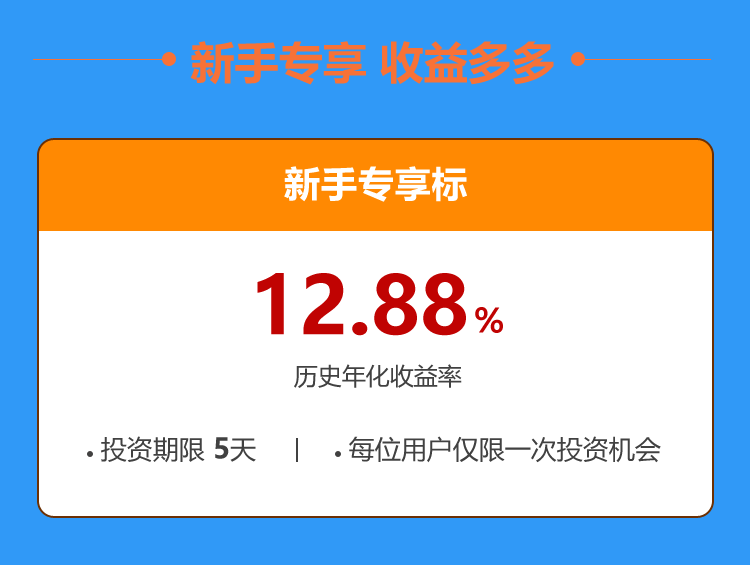 • 新手专享 收益多多 •
新手专享标
12.88%
历史年化收益率
• 投资期限 5天 | • 每位用户仅限一次投资机会